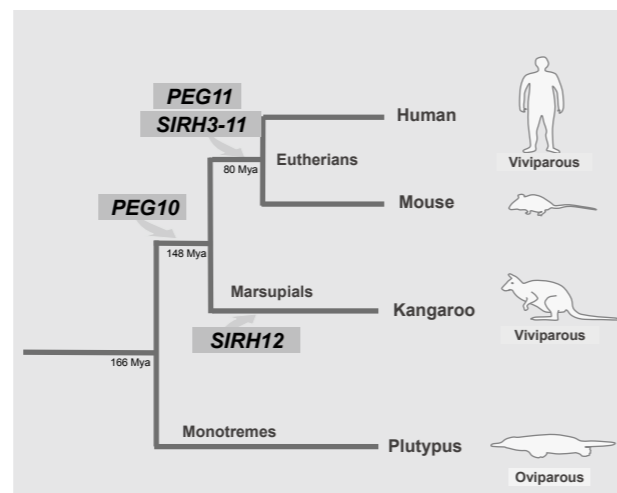 PEG11
SIRH3-11
Human
Viviparous
80 Mya
Eutherians
Mouse
PEG10
148 Mya
Marsupials
Kangaroo
SIRH12
Viviparous
166 Mya
Monotremes
Plutypus
Oviparous